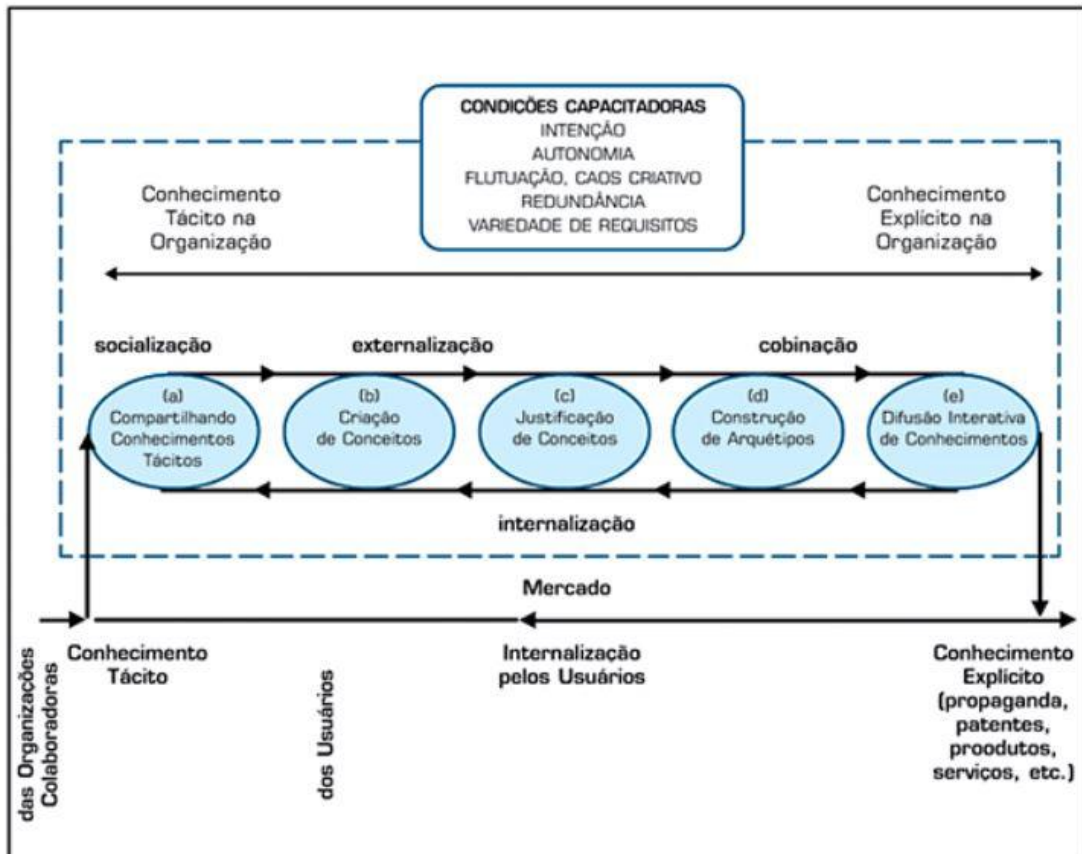 CONDIÇÕES CAPACITADORAS
INTENÇÃO
AUTONOMIA
FLUTUAÇÃO, CAOS CRIATIVO
REDUNDÂNCIA
VARIEDADE DE REQUISITOS
Conhecimento
Tácito na
Organização
Conhecimento
Explícito na
Organização
socialização
externalização
cobinação
(a)
Compartilhando
Conhecimentos
Tácitos
(b)
Criação
de Conceitos
(c)
Justificação
de Conceitos
(d)
Construção
de Arquétipos
(e)
Difusão Interativa
de Conhecimentos
internalização
Mercado
das Organizações
Colaboradoras
Conhecimento
Tácito
dos Usuários
Internalização
pelos Usuários
Conhecimento
Explícito
(propaganda,
patentes,
proodutos,
serviços, etc.)